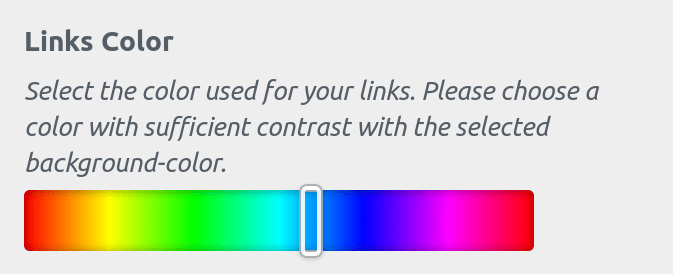 Links Color
Select the color used for your links. Please choose a
color with sufficient contrast with the selected
background-color.